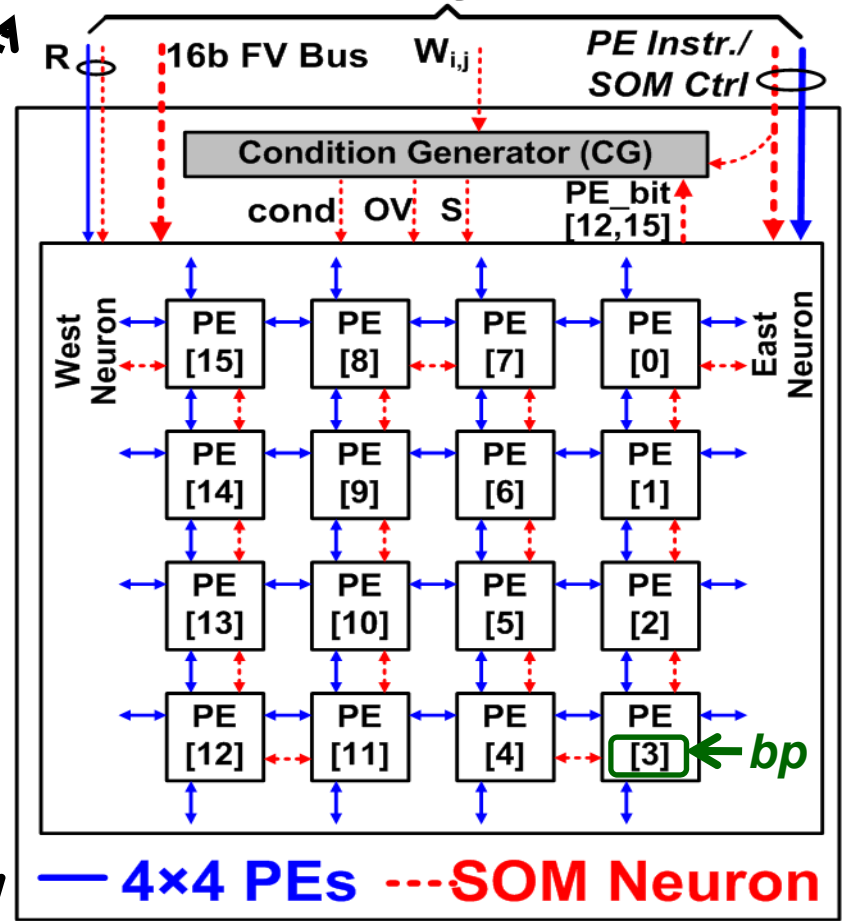 R
16b FV Bus
Wi,j
PE Instr./
SOM Ctrl
Condition Generator (CG)
cond
OV
S
PE_bit
[12,15]
West
Neuron
East
Neuron
PE
[15]
PE
[8]
PE
[7]
PE
[0]
PE
[14]
PE
[9]
PE
[6]
PE
[1]
PE
[13]
PE
[10]
PE
[5]
PE
[2]
PE
[12]
PE
[11]
PE
[4]
PE
[3]
bp
4×4 PEs
SOM Neuron